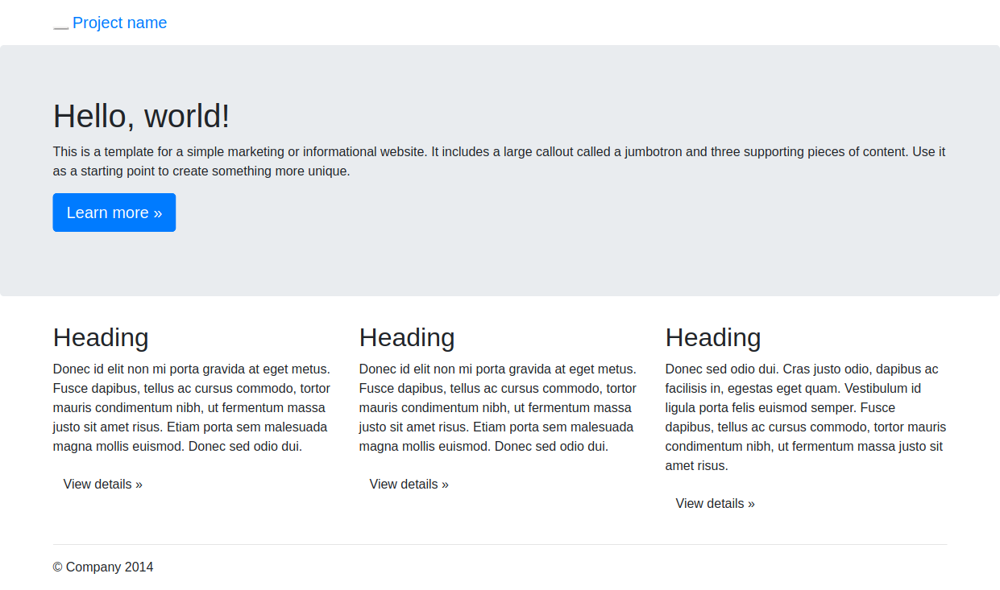 Project name
Hello, world!
This is a template for a simple marketing or informational website. It includes a large callout called a jumbotron and three supporting pieces of content. Use it
as a starting point to create something more unique.
Learn more »
Heading
Donec id elit non mi porta gravida at eget metus.
Fusce dapibus, tellus ac cursus commodo, tortor
mauris condimentum nibh, ut fermentum massa
justo sit amet risus. Etiam porta sem malesuada
magna mollis euismod. Donec sed odio dui.
View details »
Heading
Donec id elit non mi porta gravida at eget metus.
Fusce dapibus, tellus ac cursus commodo, tortor
mauris condimentum nibh, ut fermentum massa
justo sit amet risus. Etiam porta sem malesuada
magna mollis euismod. Donec sed odio dui.
View details »
Heading
Donec sed odio dui. Cras justo odio, dapibus ac
facilisis in, egestas eget quam. Vestibulum id
ligula porta felis euismod semper. Fusce
dapibus, tellus ac cursus commodo, tortor mauris
condimentum nibh, ut fermentum massa justo sit
amet risus.
View details »
© Company 2014